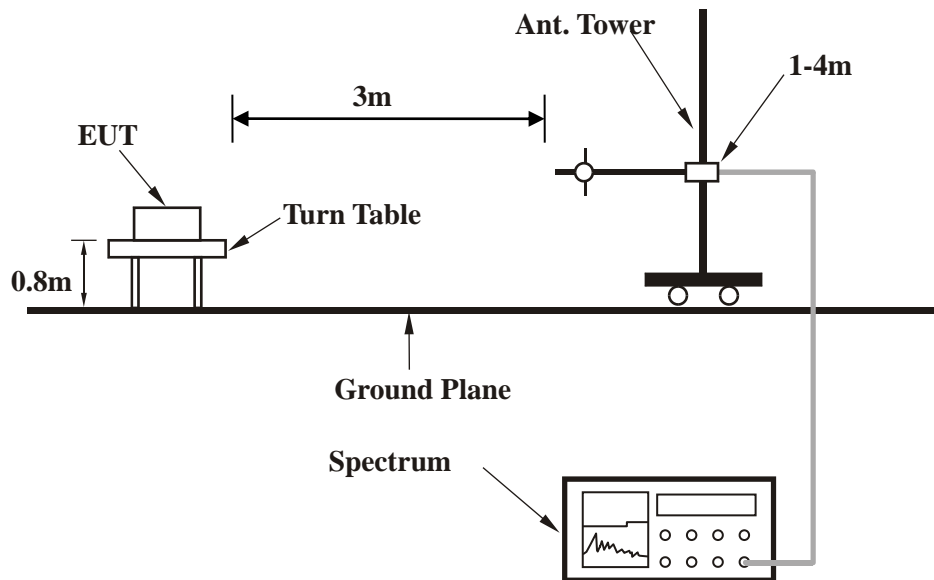 Ant. Tower
1-4m
3m
EUT
Turn Table
0.8m
Ground Plane
Spectrum